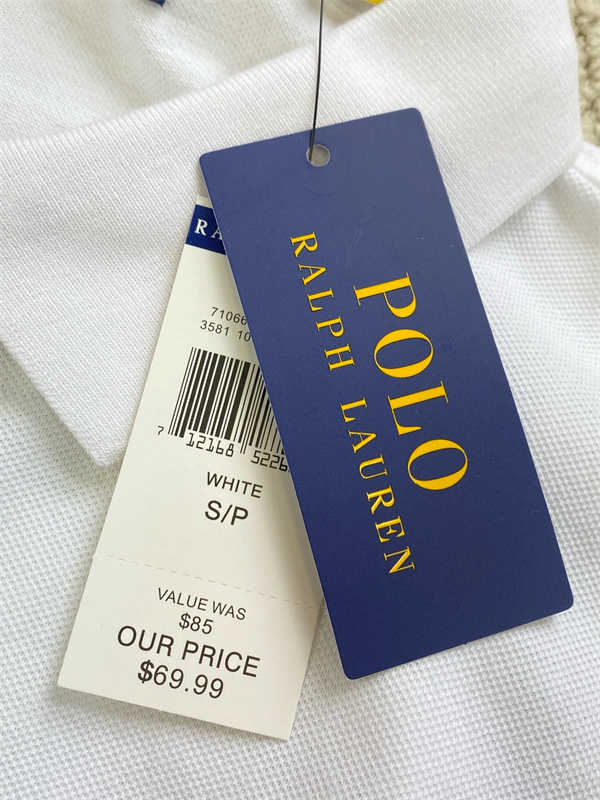 POLO
RALPH LAUREN
RA
71066
3581 10
7 12168 5226
WHITE
S/P
VALUE WAS
$85
OUR PRICE
$69.99